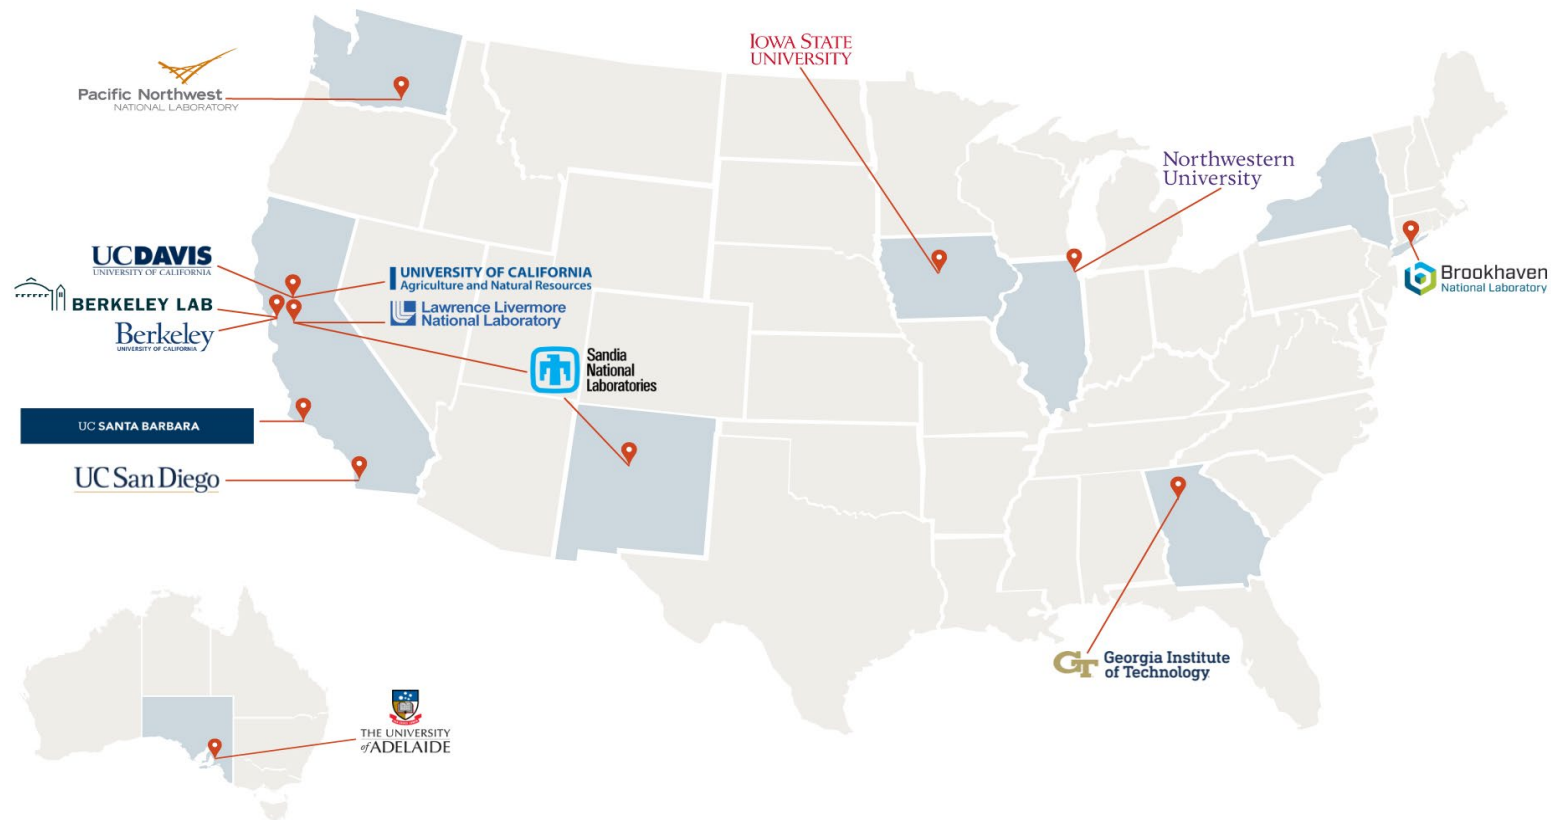 IOWA STATE
UNIVERSITY
Pacific Northwest
NATIONAL LABORATORY
Northwestern
University
UCDAVIS
UNIVERSITY OF CALIFORNIA
UNIVERSITY OF CALIFORNIA
Agriculture and Natural Resources
BERKELEY LAB
Lawrence Livermore
National Laboratory
Berkeley
UNIVERSITY OF CALIFORNIA
Brookhaven
National Laboratory
Sandia
National
Laboratories
UC SANTA BARBARA
UC San Diego
GT
Georgia Institute
of Technology
THE UNIVERSITY
of ADELAIDE